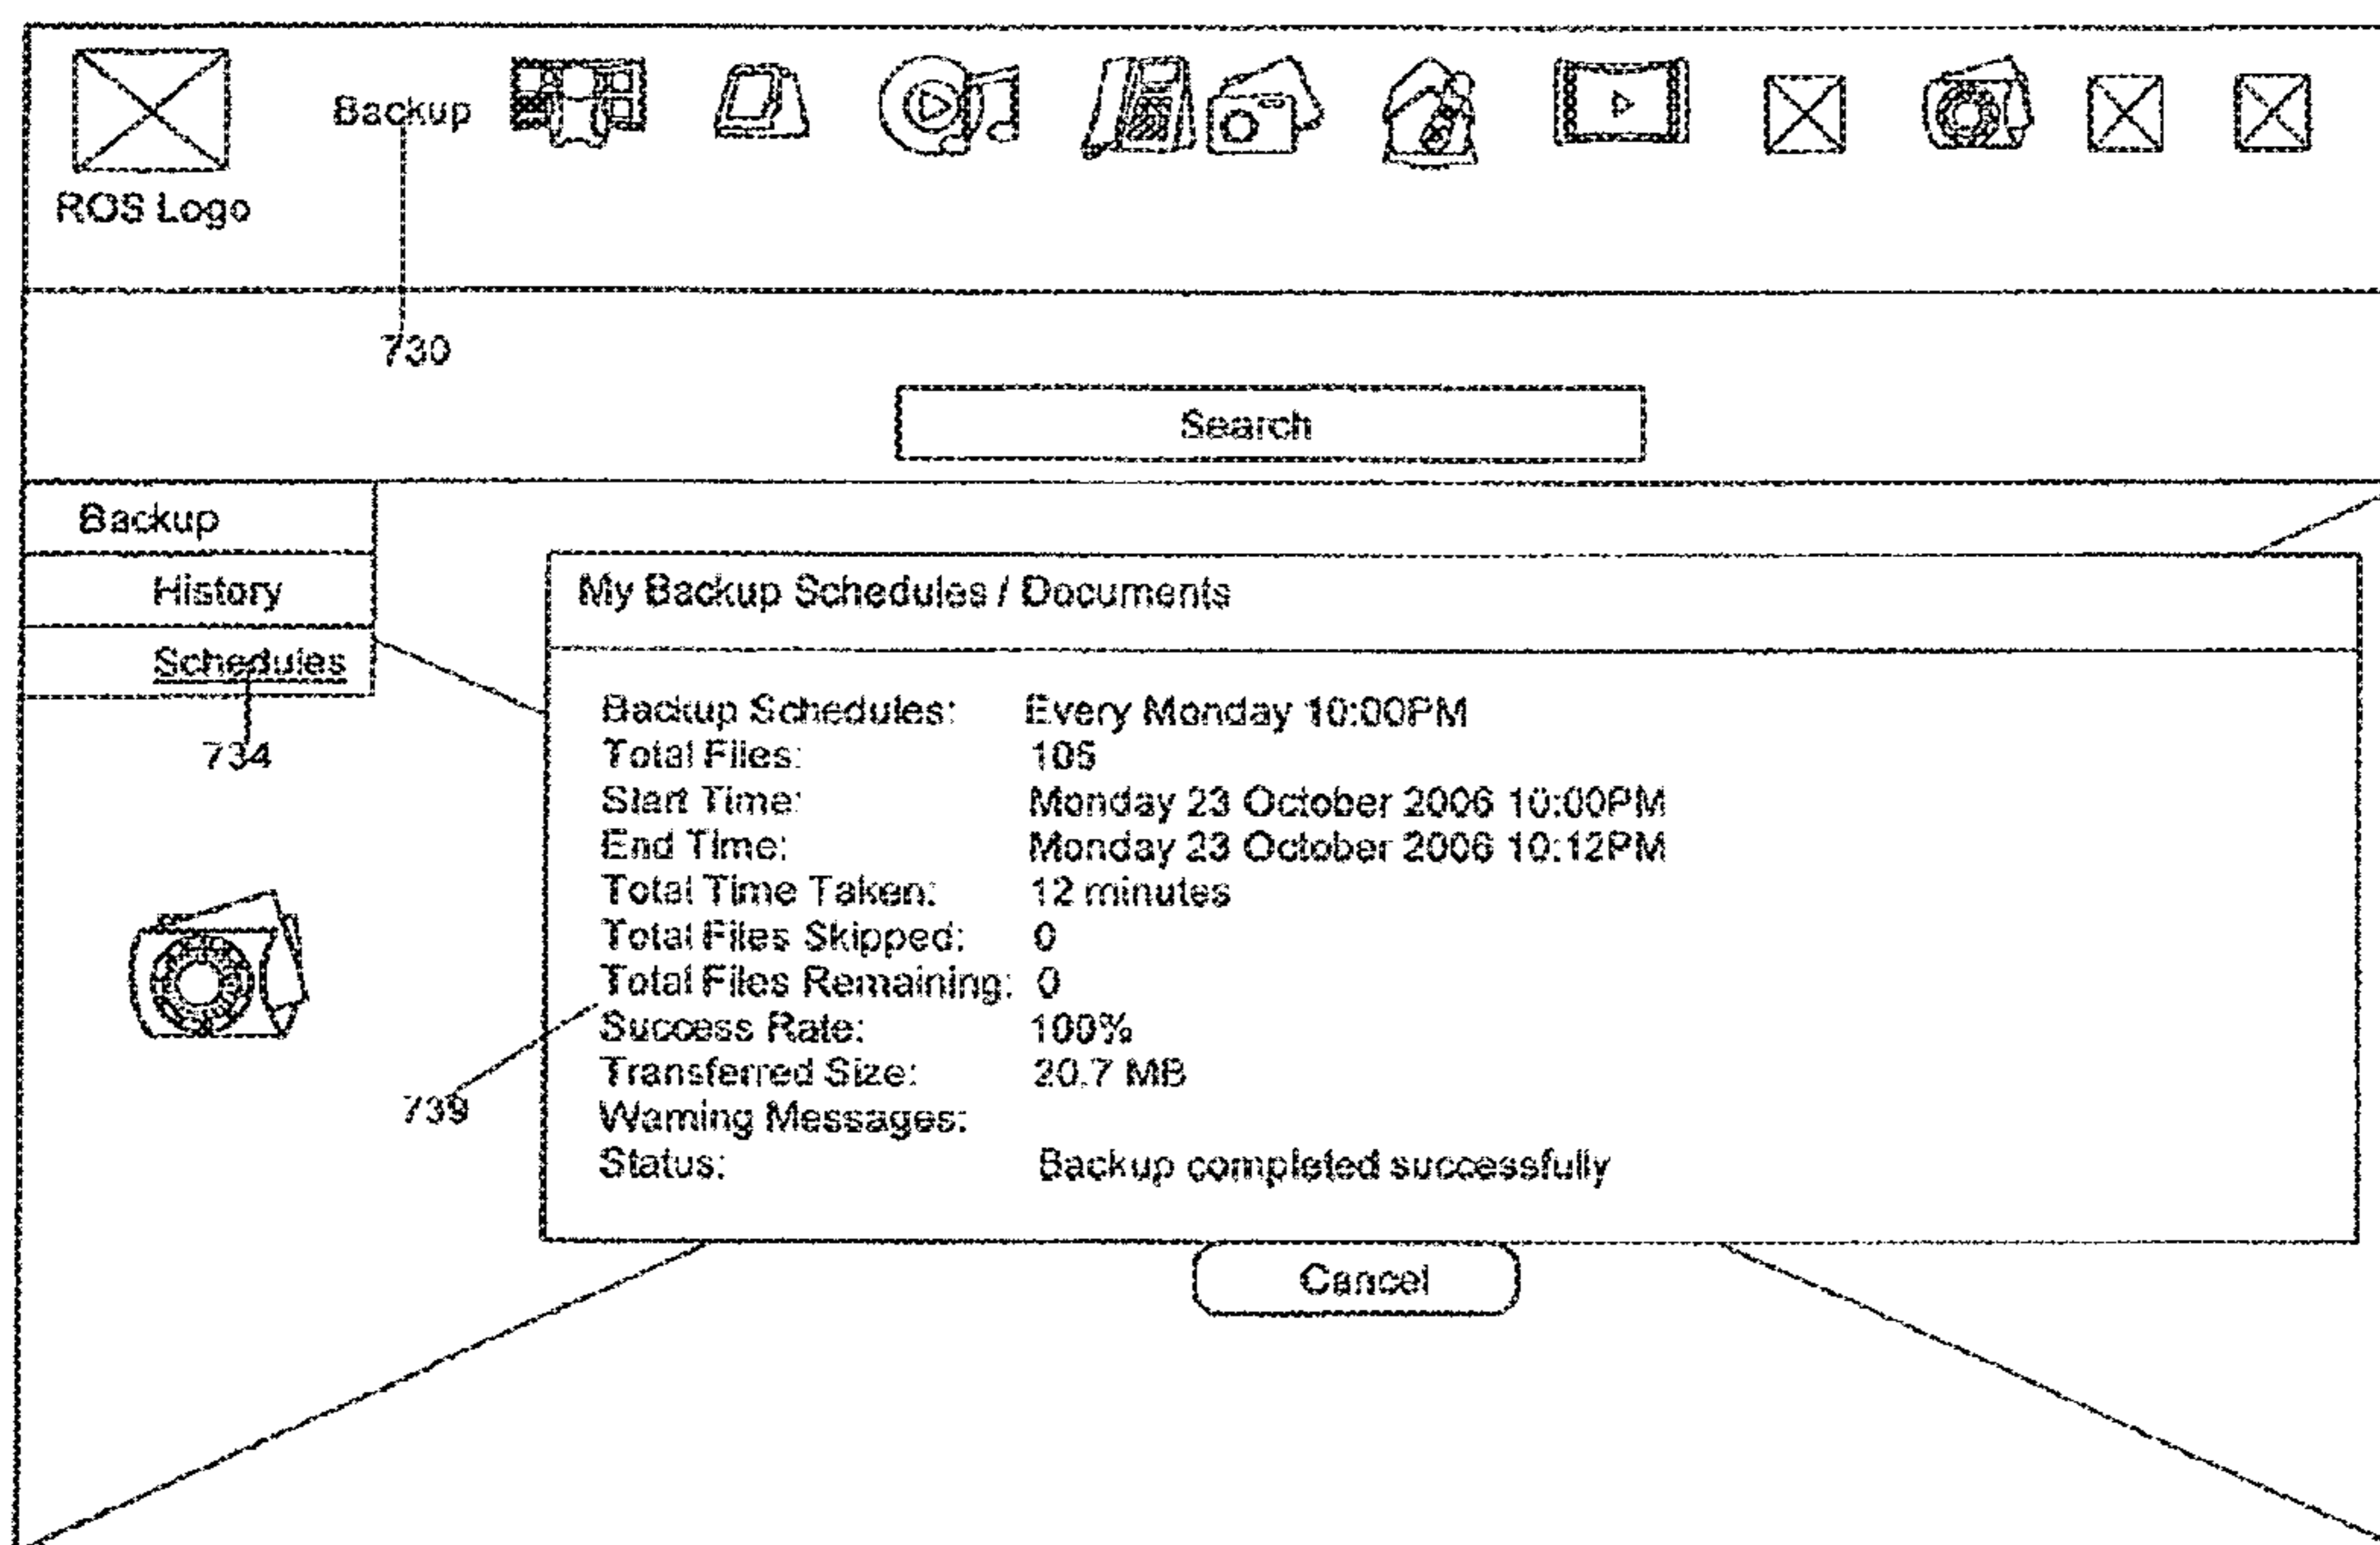 Backup
ROS Logo
730
Search
Backup
History
Schedules
734
My Backup Schedules / Documents
Backup Schedules: Every Monday 10:00PM
Total Files: 105
Start Time: Monday 23 October 2006 10:00PM
End Time: Monday 23 October 2006 10:12PM
Total Time Taken: 12 minutes
Total Files Skipped: 0
Total Files Remaining: 0
Success Rate: 100%
Transferred Size: 20.7 MB
739
Warning Messages:
Status: Backup completed successfully
Cancel